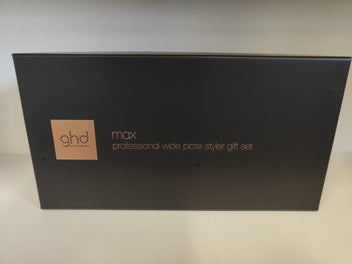 ghd
max
professional wide plate styler gift set